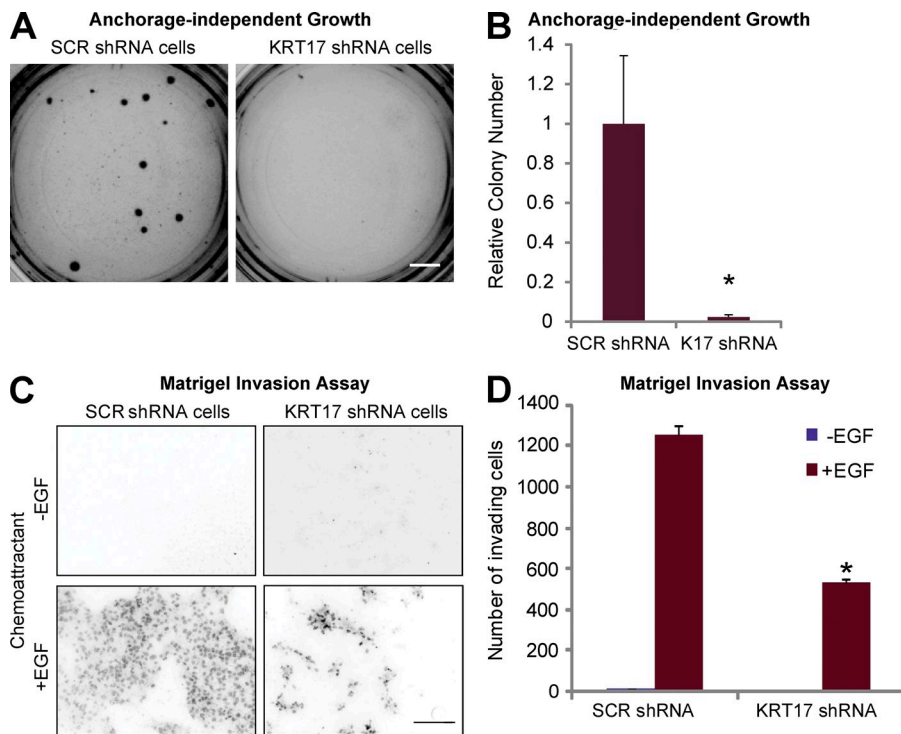 A
Anchorage-independent Growth
SCR shRNA cells
KRT17 shRNA cells
B
Anchorage-independent Growth
Relative Colony Number
1.4
1.2
1
0.8
0.6
0.4
0.2
0
*
SCR shRNA
K17 shRNA
C
Matrigel Invasion Assay
SCR shRNA cells
KRT17 shRNA cells
Chemoattractant
-EGF
+EGF
D
Matrigel Invasion Assay
Number of invading cells
1400
1200
1000
800
600
400
200
0
-EGF
+EGF
*
SCR shRNA
KRT17 shRNA